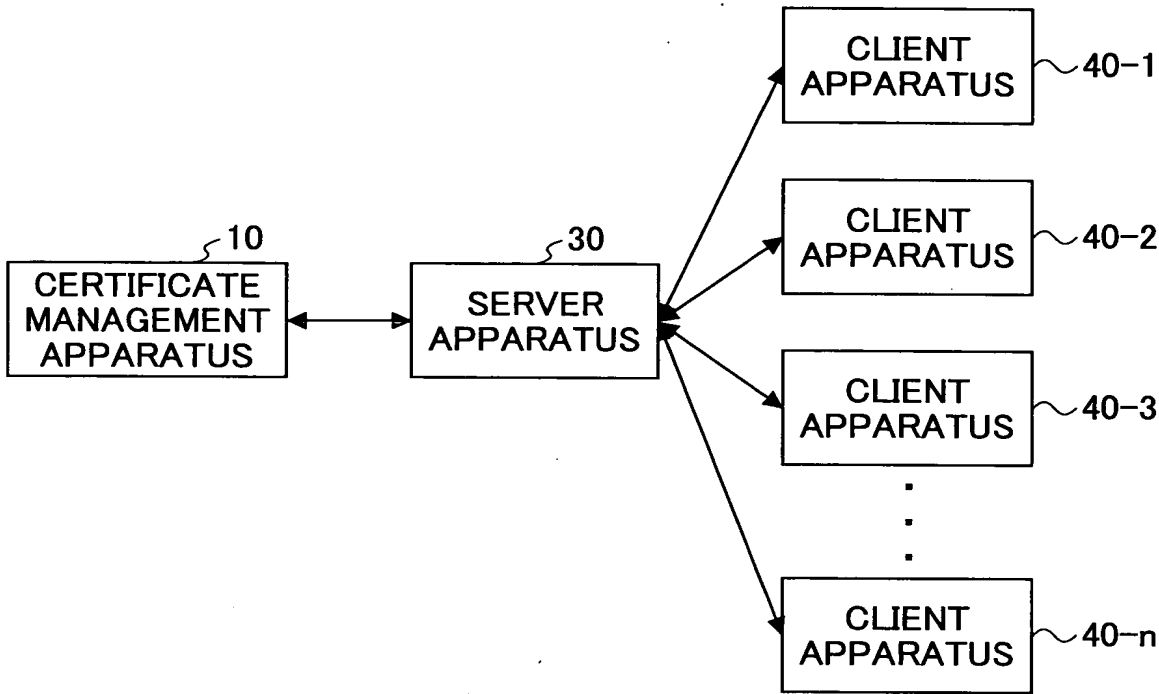 10
CERTIFICATE
MANAGEMENT
APPARATUS
30
SERVER
APPARATUS
CLIENT
APPARATUS
40-1
CLIENT
APPARATUS
40-2
CLIENT
APPARATUS
40-3
CLIENT
APPARATUS
40-n